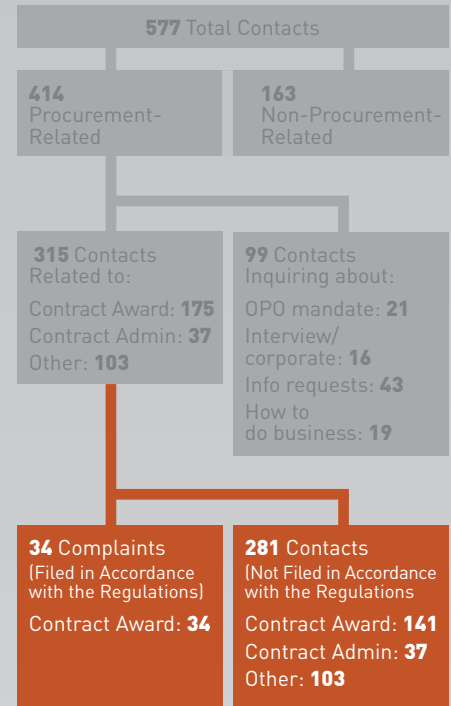 577 Total Contacts
414
Procurement-
Related
163
Non-Procurement-
Related
315 Contacts
Related to:
Contract Award: 175
Contract Admin: 37
Other: 103
99 Contacts
Inquiring about:
OPO mandate: 21
Interview/
corporate: 16
Info requests: 43
How to
do business: 19
34 Complaints
(Filed in Accordance
with the Regulations)
Contract Award: 34
281 Contacts
(Not Filed in Accordance
with the Regulations
Contract Award: 141
Contract Admin: 37
Other: 103